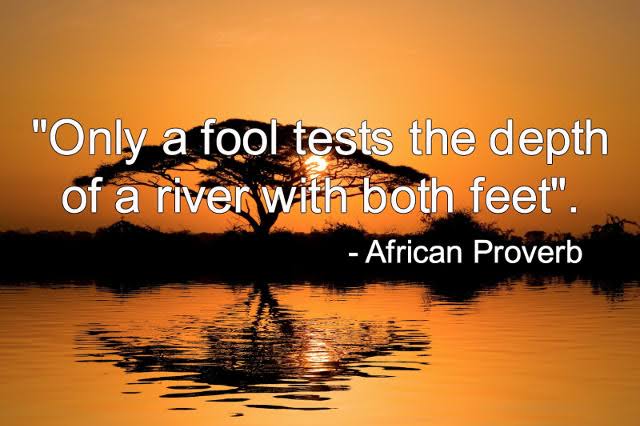 "Only a fool tests the depth
of a river with both feet".
- African Proverb